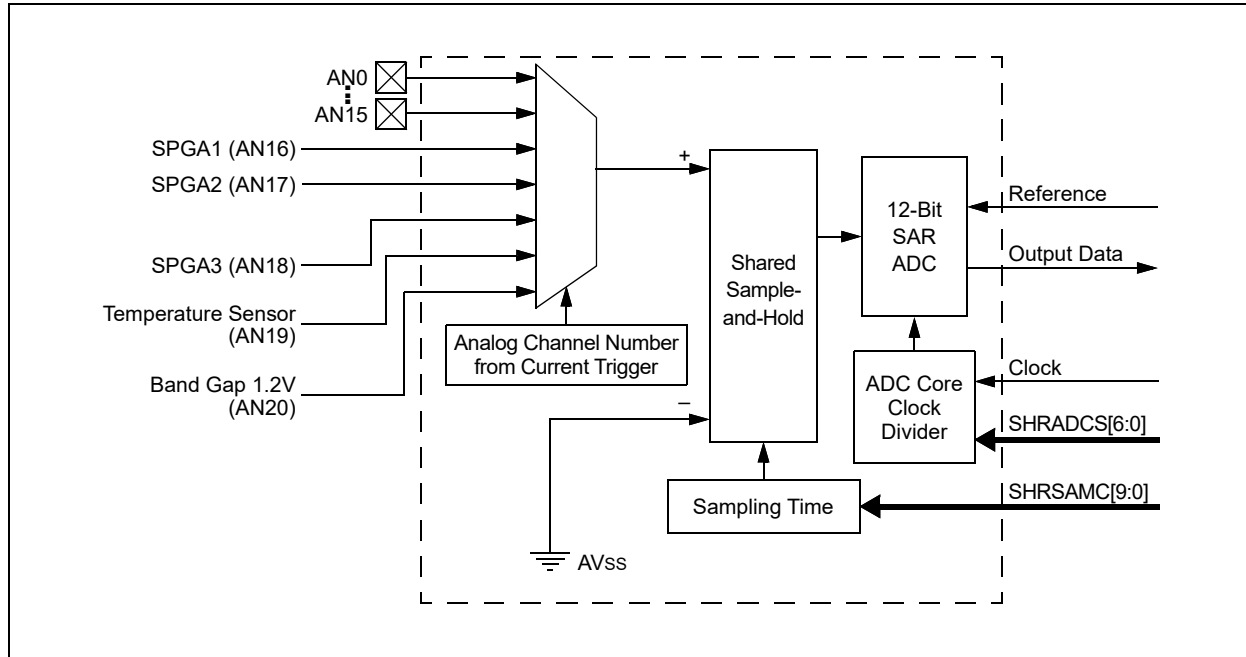 AN0
AN15
SPGA1 (AN16)
SPGA2 (AN17)
SPGA3 (AN18)
Temperature Sensor
(AN19)
Band Gap 1.2V
(AN20)
Analog Channel Number
from Current Trigger
+
–
AVSS
Shared
Sample-
and-Hold
Sampling Time
12-Bit
SAR
ADC
ADC Core
Clock
Divider
Reference
Output Data
Clock
SHRADCS[6:0]
SHRSAMC[9:0]